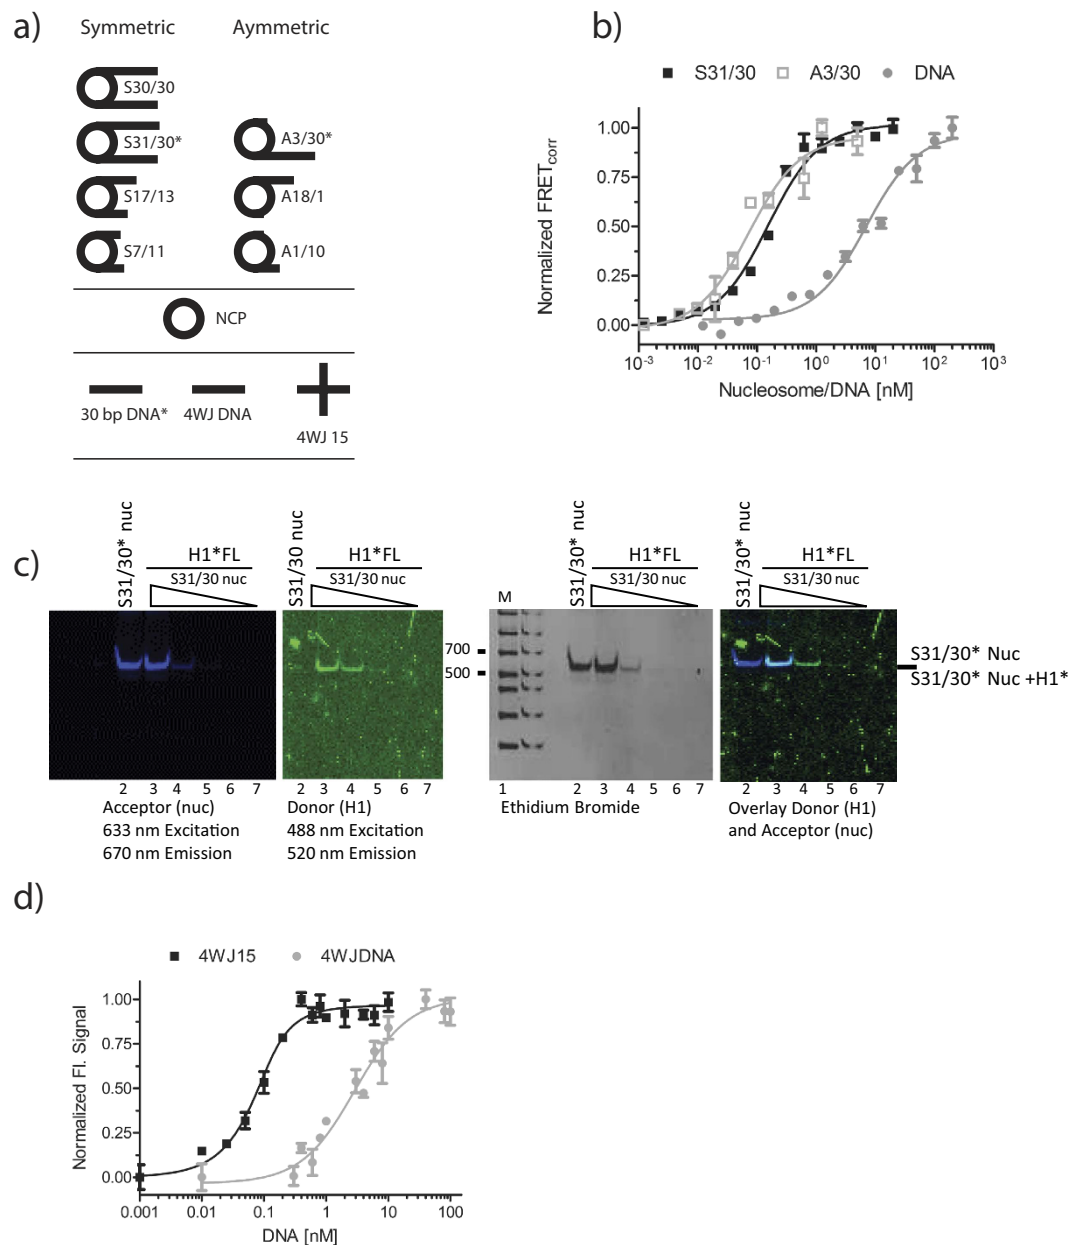 a)
Symmetric
Aymmetric
S30/30
S31/30*
A3/30*
S17/13
A18/1
S7/11
A1/10
NCP
30 bp DNA*
4WJ DNA
4WJ 15
b)
S31/30
A3/30
DNA
Normalized FRETcorr
1.00
0.75
0.50
0.25
0.00
10-3
10-2
10-1
100
101
102
103
Nucleosome/DNA [nM]
c)
S31/30* nuc
H1*FL
S31/30 nuc
S31/30 nuc
H1*FL
S31/30 nuc
S31/30* nuc
H1*FL
S31/30 nuc
S31/30* nuc
H1*FL
S31/30 nuc
M
700
500
S31/30* Nuc
S31/30* Nuc +H1*
2 3 4 5 6 7
2 3 4 5 6 7
1 2 3 4 5 6 7
2 3 4 5 6 7
Acceptor (nuc)
633 nm Excitation
670 nm Emission
Donor (H1)
488 nm Excitation
520 nm Emission
Ethidium Bromide
Overlay Donor (H1)
and Acceptor (nuc)
d)
4WJ15
4WJDNA
Normalized Fl. Signal
1.00
0.75
0.50
0.25
0.00
0.001
0.01
0.1
1
10
100
DNA [nM]